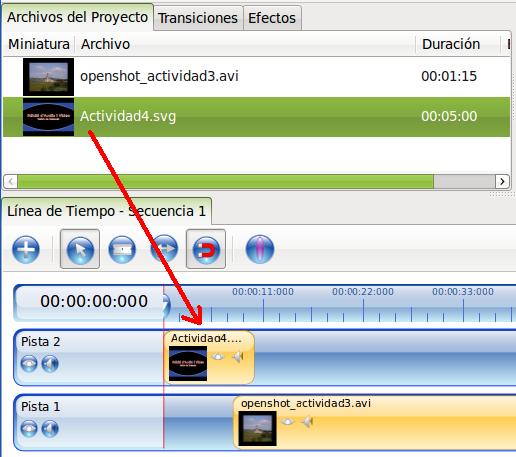 Archivos del Proyecto Transiciones Efectos
Miniatura Archivo Duración
openshot_actividad3.avi 00:01:15
Actividad4.svg 00:05:00
Línea de Tiempo - Secuencia 1
00:00:00:000 00:00:11:000 00:00:22:000 00:00:33:000
Pista 2 Actividad4....
Pista 1 openshot_actividad3.avi